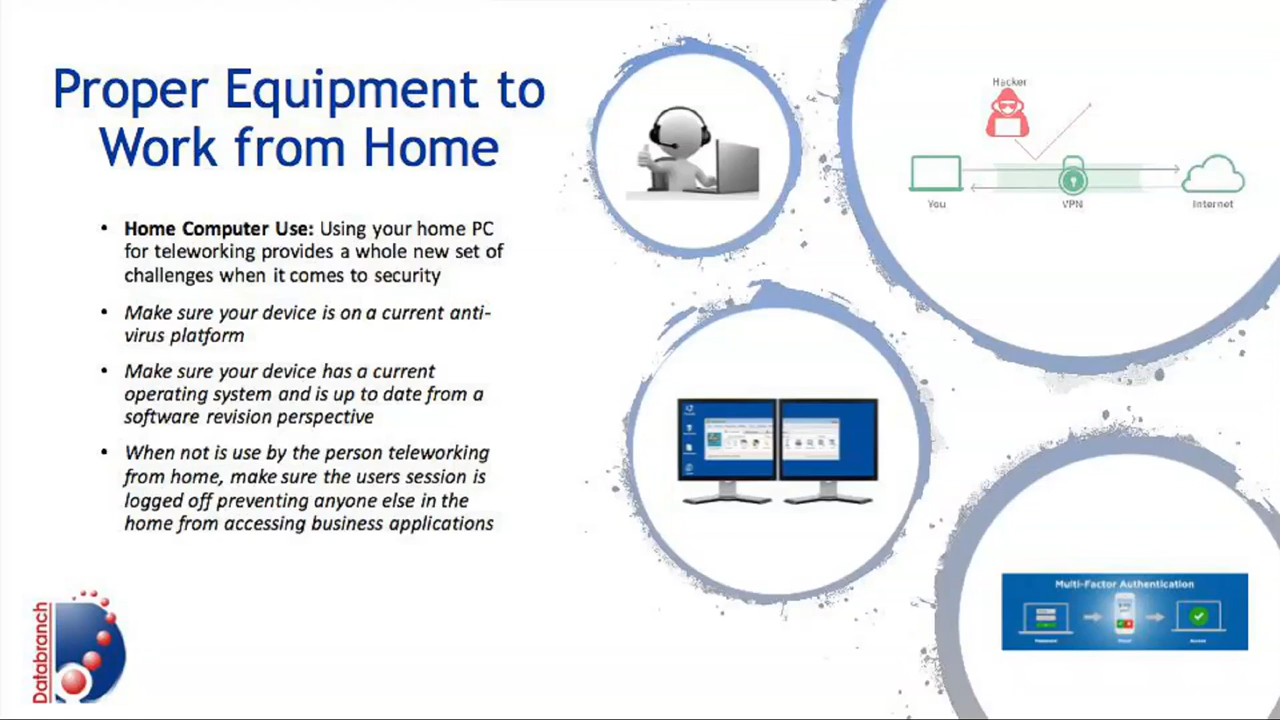 Proper Equipment to
Work from Home
• Home Computer Use: Using your home PC
for teleworking provides a whole new set of
challenges when it comes to security
• Make sure your device is on a current anti-
virus platform
• Make sure your device has a current
operating system and is up to date from a
software revision perspective
• When not is use by the person teleworking
from home, make sure the users session is
logged off preventing anyone else in the
home from accessing business applications
Databranch
Hacker
You
VPN
Internet
Multi-Factor Authentication